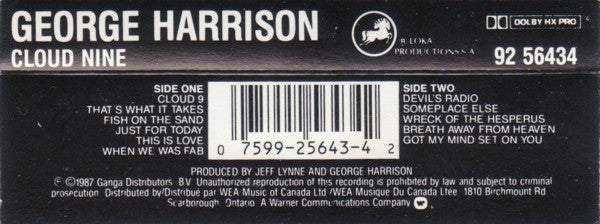 GEORGE HARRISON
CLOUD NINE
LOKA
PRODUCTIONS S.A.
DOLBY HX PRO
92 56434
SIDE ONE
CLOUD 9
THAT'S WHAT IT TAKES
FISH ON THE SAND
JUST FOR TODAY
THIS IS LOVE
WHEN WE WAS FAB
0 7599-25643-4 2
SIDE TWO
DEVIL'S RADIO
SOMEPLACE ELSE
WRECK OF THE HESPERUS
BREATH AWAY FROM HEAVEN
GOT MY MIND SET ON YOU
PRODUCED BY JEFF LYNNE AND GEORGE HARRISON
℗ ©1987 Ganga Distributors B.V. Unauthorized reproduction of this recording is prohibited by law and subject to criminal
prosecution. Distributed by/Distribué par WEA Music of Canada Ltd/WEA Musique Du Canada Ltée. 1810 Birchmount Rd
Scarborough, Ontario. A Warner Communications Company